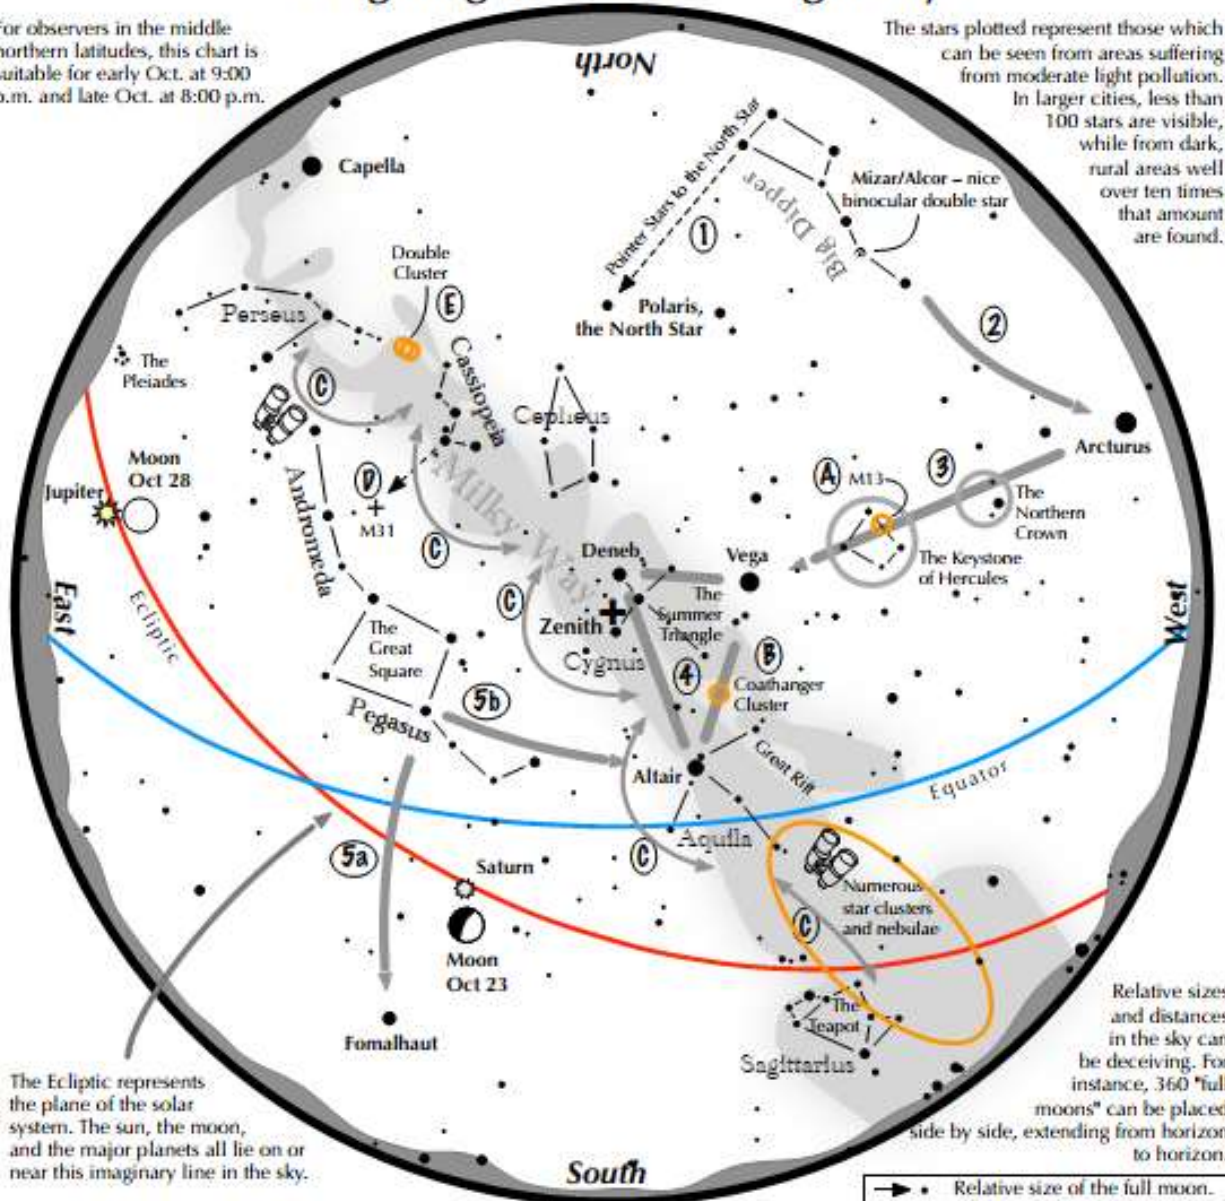 for observers in the middle
northern latitudes, this chart is
suitable for early Oct. at 9:00
p.m. and late Oct. at 8:00 p.m.
The stars plotted represent those which
can be seen from areas suffering
from moderate light pollution.
In larger cities, less than
100 stars are visible,
while from dark,
rural areas well
over ten times
that amount
are found.
North
Capella
Pointer Stars to the North Star
1
Big Dipper
Mizar/Alcor – nice
binocular double star
Double
Cluster
E
Polaris,
the North Star
2
Perseus
The
Pleiades
C
Cassiopeia
Cepheus
Arcturus
Moon
Oct 28
Jupiter
Andromeda
D
M31
Milky Way
C
A
M13
3
The
Northern
Crown
The Keystone
of Hercules
Deneb
Vega
East
West
Ecliptic
C
Zenith
The
Summer
Triangle
The
Great
Square
Cygnus
4
B
Coathanger
Cluster
Pegasus
5b
Altair
Great Rift
Equator
Aquila
C
5a
Saturn
Moon
Oct 23
Numerous
star clusters
and nebulae
C
Fomalhaut
The
Teapot
Sagittarius
South
The Ecliptic represents
the plane of the solar
system. The sun, the moon,
and the major planets all lie on or
near this imaginary line in the sky.
Relative sizes
and distances
in the sky can
be deceiving. For
instance, 360 "full
moons" can be placed
side by side, extending from horizon
to horizon
Relative size of the full moon.